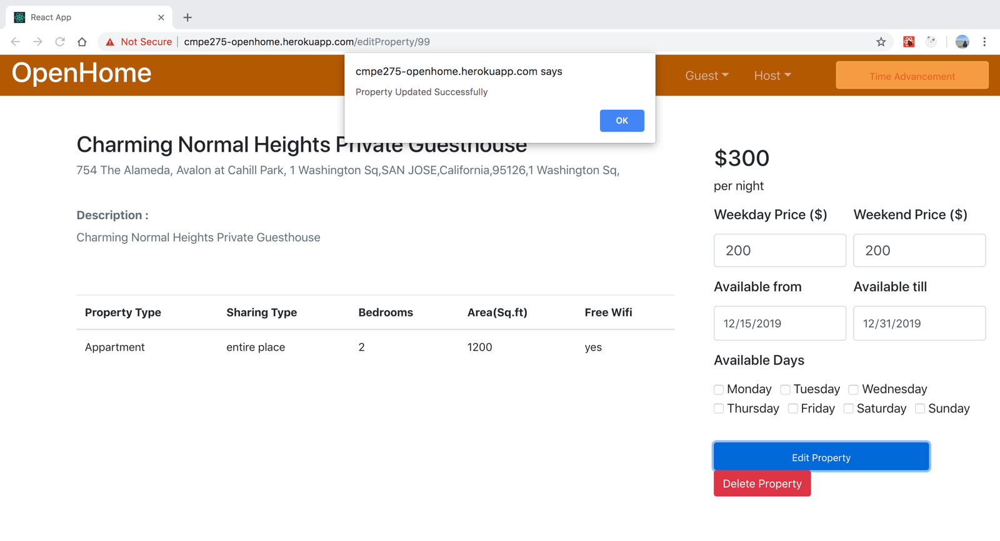 React App
Not Secure
cmpe275-openhome.herokuapp.com/editProperty/99
OpenHome
Guest
Host
Time Advancement
cmpe275-openhome.herokuapp.com says
Property Updated Successfully
OK
Charming Normal Heights Private Guesthouse
754 The Alameda, Avalon at Cahill Park, 1 Washington Sq,SAN JOSE,California,95126,1 Washington Sq,
Description :
Charming Normal Heights Private Guesthouse
Property Type Sharing Type Bedrooms Area(Sq.ft) Free Wifi
Appartment entire place 2 1200 yes
$300
per night
Weekday Price ($) Weekend Price ($)
200 200
Available from Available till
12/15/2019 12/31/2019
Available Days
Monday Tuesday Wednesday
Thursday Friday Saturday Sunday
Edit Property
Delete Property